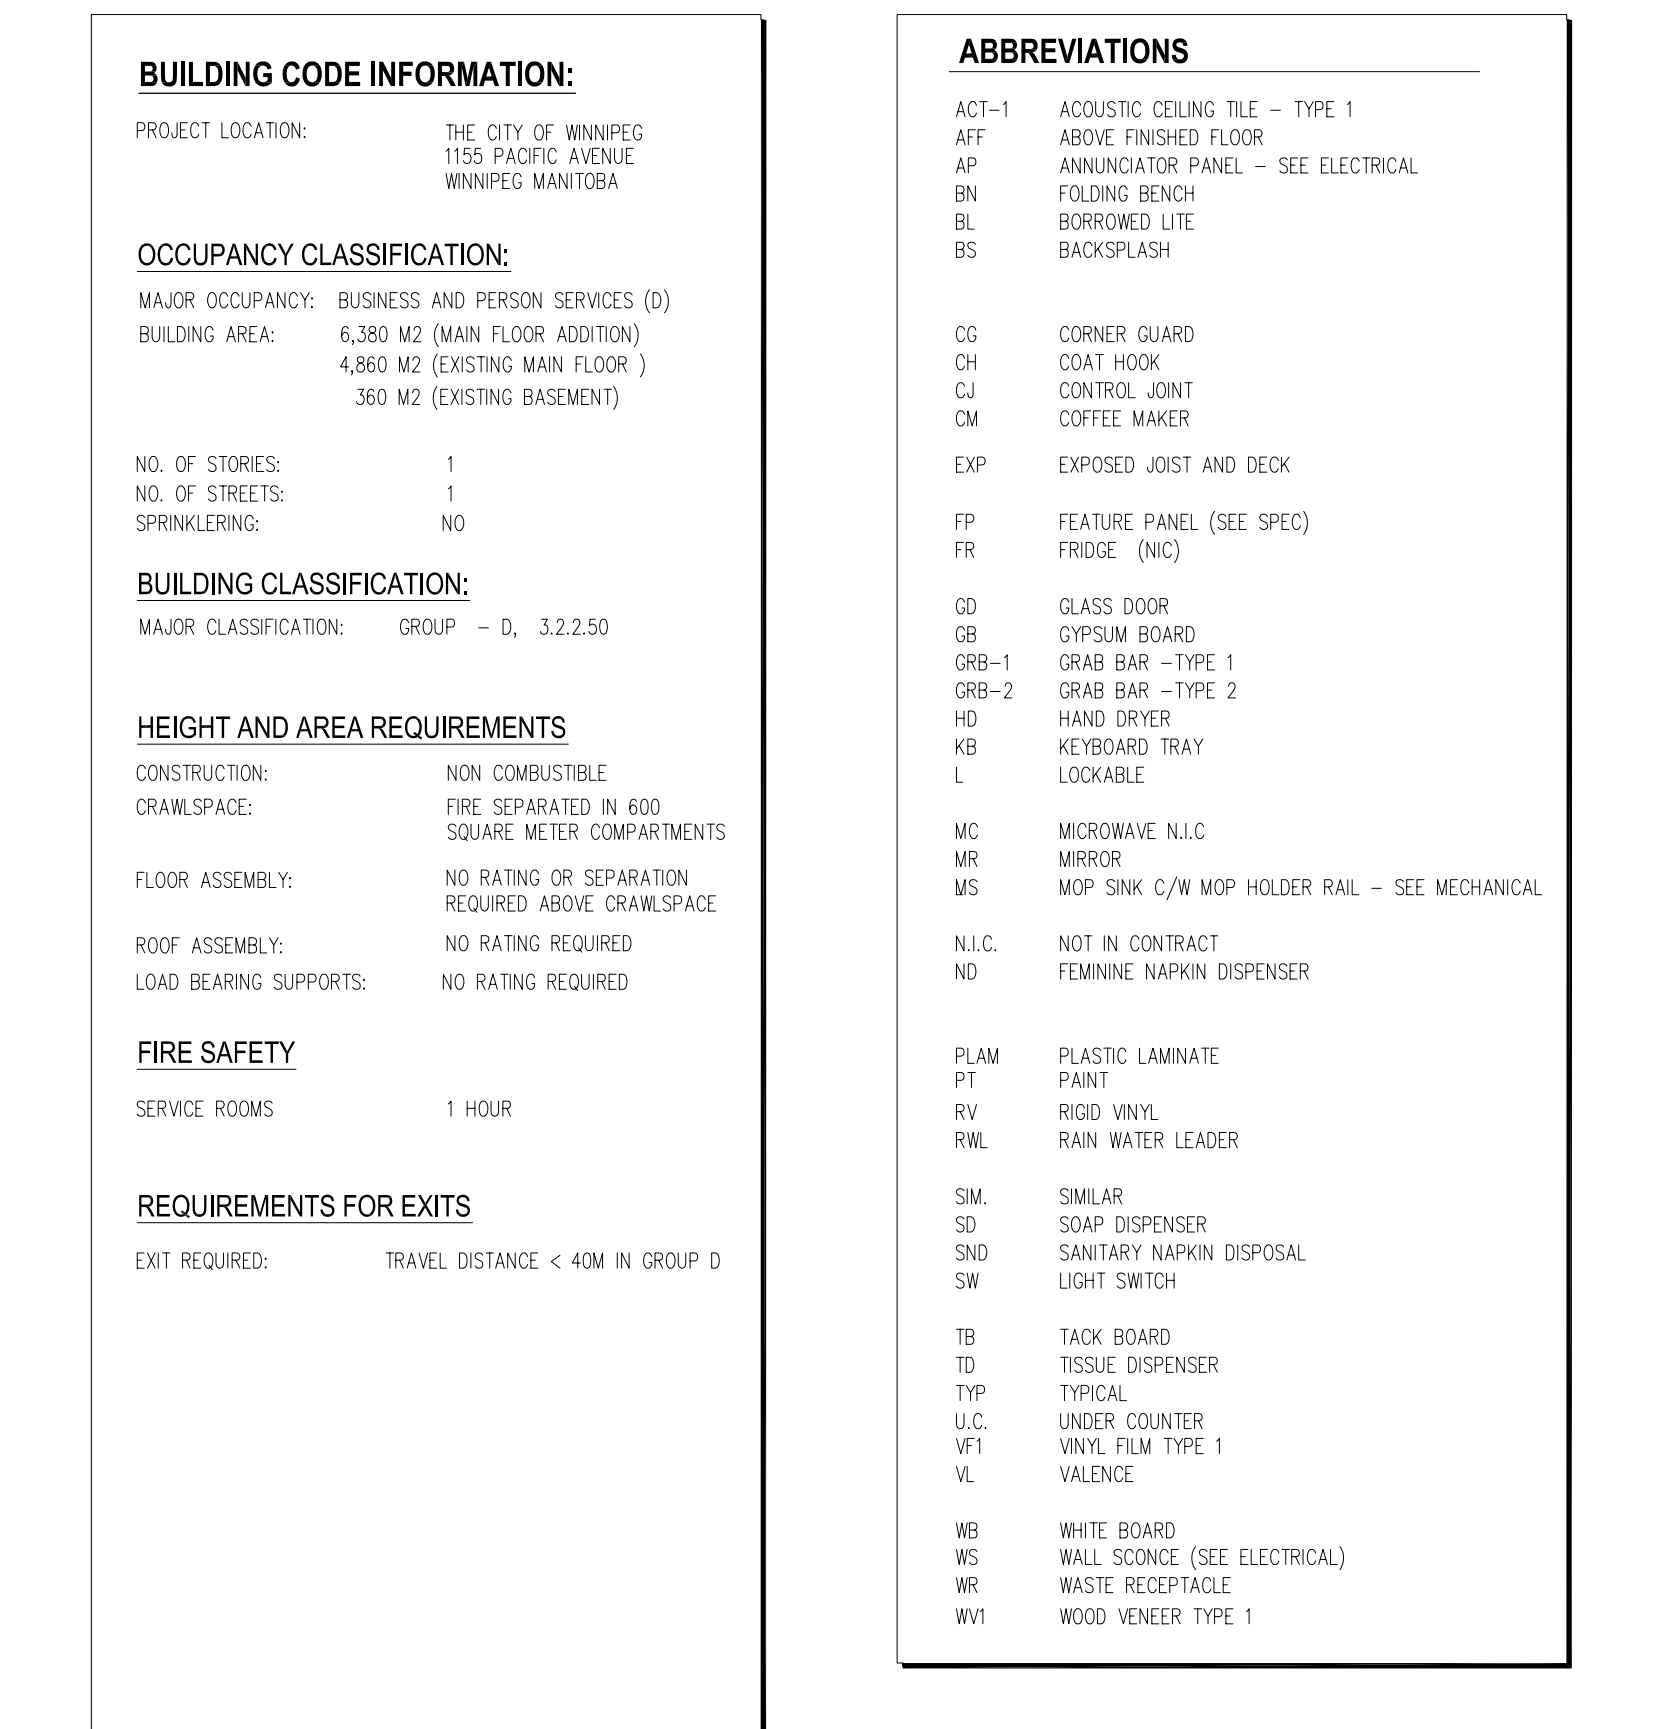 BUILDING CODE INFORMATION:
PROJECT LOCATION: THE CITY OF WINNIPEG
1155 PACIFIC AVENUE
WINNIPEG MANITOBA
OCCUPANCY CLASSIFICATION:
MAJOR OCCUPANCY: BUSINESS AND PERSON SERVICES (D)
BUILDING AREA: 6,380 M2 (MAIN FLOOR ADDITION)
4,860 M2 (EXISTING MAIN FLOOR )
360 M2 (EXISTING BASEMENT)
NO. OF STORIES: 1
NO. OF STREETS: 1
SPRINKLERING: NO
BUILDING CLASSIFICATION:
MAJOR CLASSIFICATION: GROUP – D, 3.2.2.50
HEIGHT AND AREA REQUIREMENTS
CONSTRUCTION: NON COMBUSTIBLE
CRAWLSPACE: FIRE SEPARATED IN 600
SQUARE METER COMPARTMENTS
FLOOR ASSEMBLY: NO RATING OR SEPARATION
REQUIRED ABOVE CRAWLSPACE
ROOF ASSEMBLY: NO RATING REQUIRED
LOAD BEARING SUPPORTS: NO RATING REQUIRED
FIRE SAFETY
SERVICE ROOMS 1 HOUR
REQUIREMENTS FOR EXITS
EXIT REQUIRED: TRAVEL DISTANCE < 40M IN GROUP D
ABBREVIATIONS
ACT–1 ACOUSTIC CEILING TILE – TYPE 1
AFF ABOVE FINISHED FLOOR
AP ANNUNCIATOR PANEL – SEE ELECTRICAL
BN FOLDING BENCH
BL BORROWED LITE
BS BACKSPLASH
CG CORNER GUARD
CH COAT HOOK
CJ CONTROL JOINT
CM COFFEE MAKER
EXP EXPOSED JOIST AND DECK
FP FEATURE PANEL (SEE SPEC)
FR FRIDGE (NIC)
GD GLASS DOOR
GB GYPSUM BOARD
GRB–1 GRAB BAR –TYPE 1
GRB–2 GRAB BAR –TYPE 2
HD HAND DRYER
KB KEYBOARD TRAY
L LOCKABLE
MC MICROWAVE N.I.C
MR MIRROR
MS MOP SINK C/W MOP HOLDER RAIL – SEE MECHANICAL
N.I.C. NOT IN CONTRACT
ND FEMININE NAPKIN DISPENSER
PLAM PLASTIC LAMINATE
PT PAINT
RV RIGID VINYL
RWL RAIN WATER LEADER
SIM. SIMILAR
SD SOAP DISPENSER
SND SANITARY NAPKIN DISPOSAL
SW LIGHT SWITCH
TB TACK BOARD
TD TISSUE DISPENSER
TYP TYPICAL
U.C. UNDER COUNTER
VF1 VINYL FILM TYPE 1
VL VALENCE
WB WHITE BOARD
WS WALL SCONCE (SEE ELECTRICAL)
WR WASTE RECEPTACLE
WV1 WOOD VENEER TYPE 1